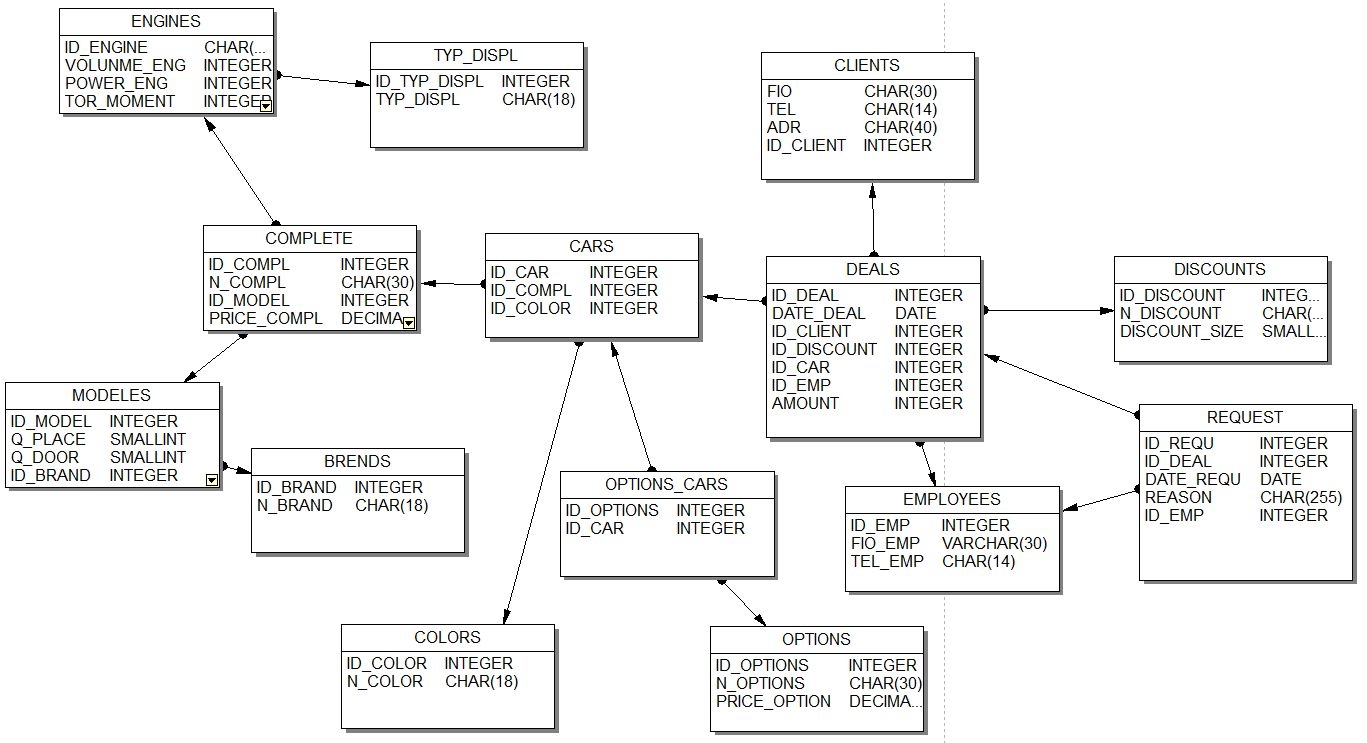 ENGINES
ID_ENGINE CHAR(...
VOLUNME_ENG INTEGER
POWER_ENG INTEGER
TOR_MOMENT INTEGER
TYP_DISPL
ID_TYP_DISPL INTEGER
TYP_DISPL CHAR(18)
CLIENTS
FIO CHAR(30)
TEL CHAR(14)
ADR CHAR(40)
ID_CLIENT INTEGER
COMPLETE
ID_COMPL INTEGER
N_COMPL CHAR(30)
ID_MODEL INTEGER
PRICE_COMPL DECIMA
CARS
ID_CAR INTEGER
ID_COMPL INTEGER
ID_COLOR INTEGER
DEALS
ID_DEAL INTEGER
DATE_DEAL DATE
ID_CLIENT INTEGER
ID_DISCOUNT INTEGER
ID_CAR INTEGER
ID_EMP INTEGER
AMOUNT INTEGER
DISCOUNTS
ID_DISCOUNT INTEG...
N_DISCOUNT CHAR(...
DISCOUNT_SIZE SMALL...
MODELES
ID_MODEL INTEGER
Q_PLACE SMALLINT
Q_DOOR SMALLINT
ID_BRAND INTEGER
BRENDS
ID_BRAND INTEGER
N_BRAND CHAR(18)
OPTIONS_CARS
ID_OPTIONS INTEGER
ID_CAR INTEGER
EMPLOYEES
ID_EMP INTEGER
FIO_EMP VARCHAR(30)
TEL_EMP CHAR(14)
REQUEST
ID_REQU INTEGER
ID_DEAL INTEGER
DATE_REQU DATE
REASON CHAR(255)
ID_EMP INTEGER
COLORS
ID_COLOR INTEGER
N_COLOR CHAR(18)
OPTIONS
ID_OPTIONS INTEGER
N_OPTIONS CHAR(30)
PRICE_OPTION DECIMA...